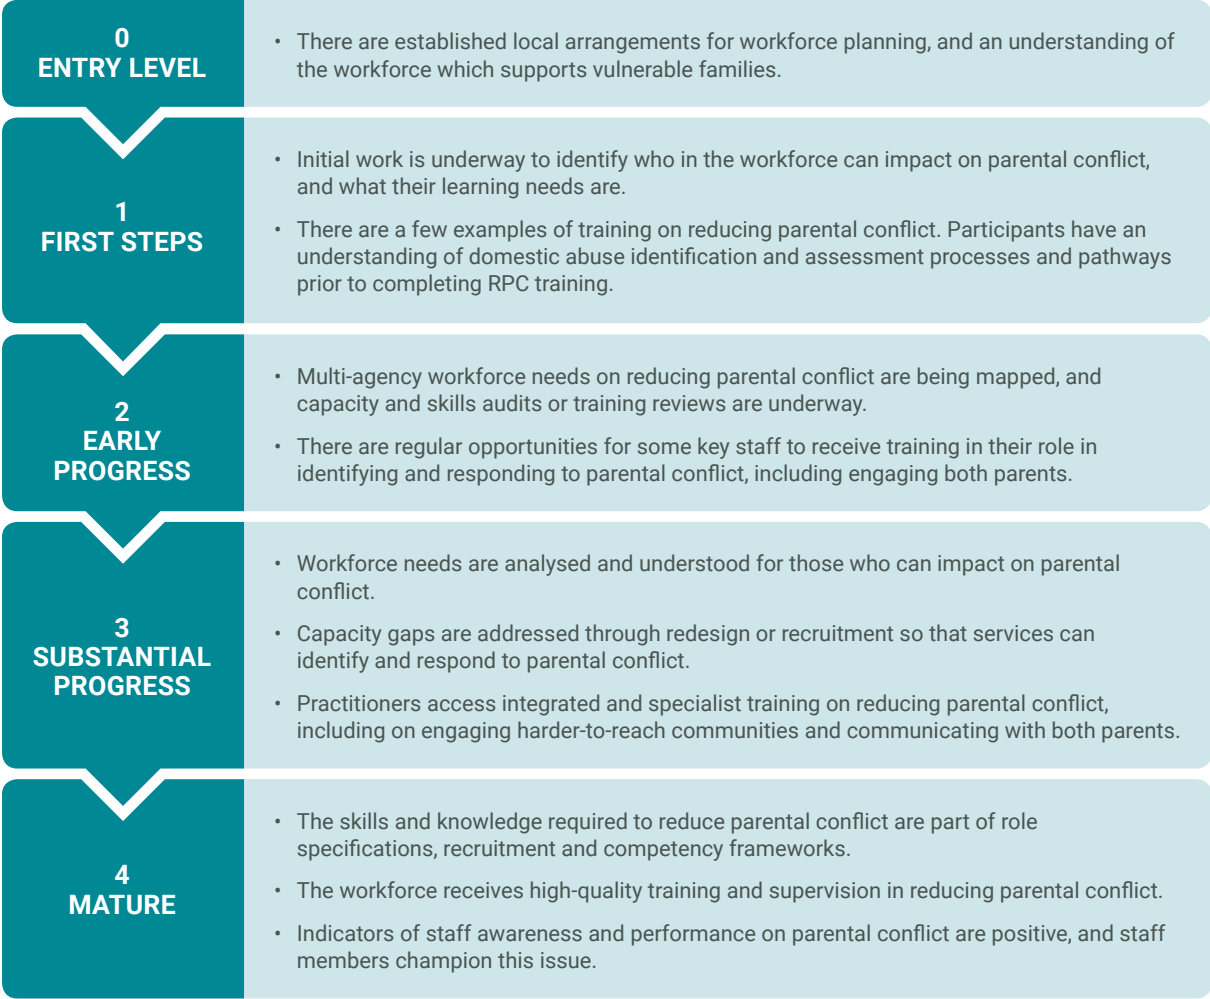 0
ENTRY LEVEL
• There are established local arrangements for workforce planning, and an understanding of
the workforce which supports vulnerable families.
1
FIRST STEPS
• Initial work is underway to identify who in the workforce can impact on parental conflict,
and what their learning needs are.
• There are a few examples of training on reducing parental conflict. Participants have an
understanding of domestic abuse identification and assessment processes and pathways
prior to completing RPC training.
2
EARLY
PROGRESS
• Multi-agency workforce needs on reducing parental conflict are being mapped, and
capacity and skills audits or training reviews are underway.
• There are regular opportunities for some key staff to receive training in their role in
identifying and responding to parental conflict, including engaging both parents.
3
SUBSTANTIAL
PROGRESS
• Workforce needs are analysed and understood for those who can impact on parental
conflict.
• Capacity gaps are addressed through redesign or recruitment so that services can
identify and respond to parental conflict.
• Practitioners access integrated and specialist training on reducing parental conflict,
including on engaging harder-to-reach communities and communicating with both parents.
4
MATURE
• The skills and knowledge required to reduce parental conflict are part of role
specifications, recruitment and competency frameworks.
• The workforce receives high-quality training and supervision in reducing parental conflict.
• Indicators of staff awareness and performance on parental conflict are positive, and staff
members champion this issue.